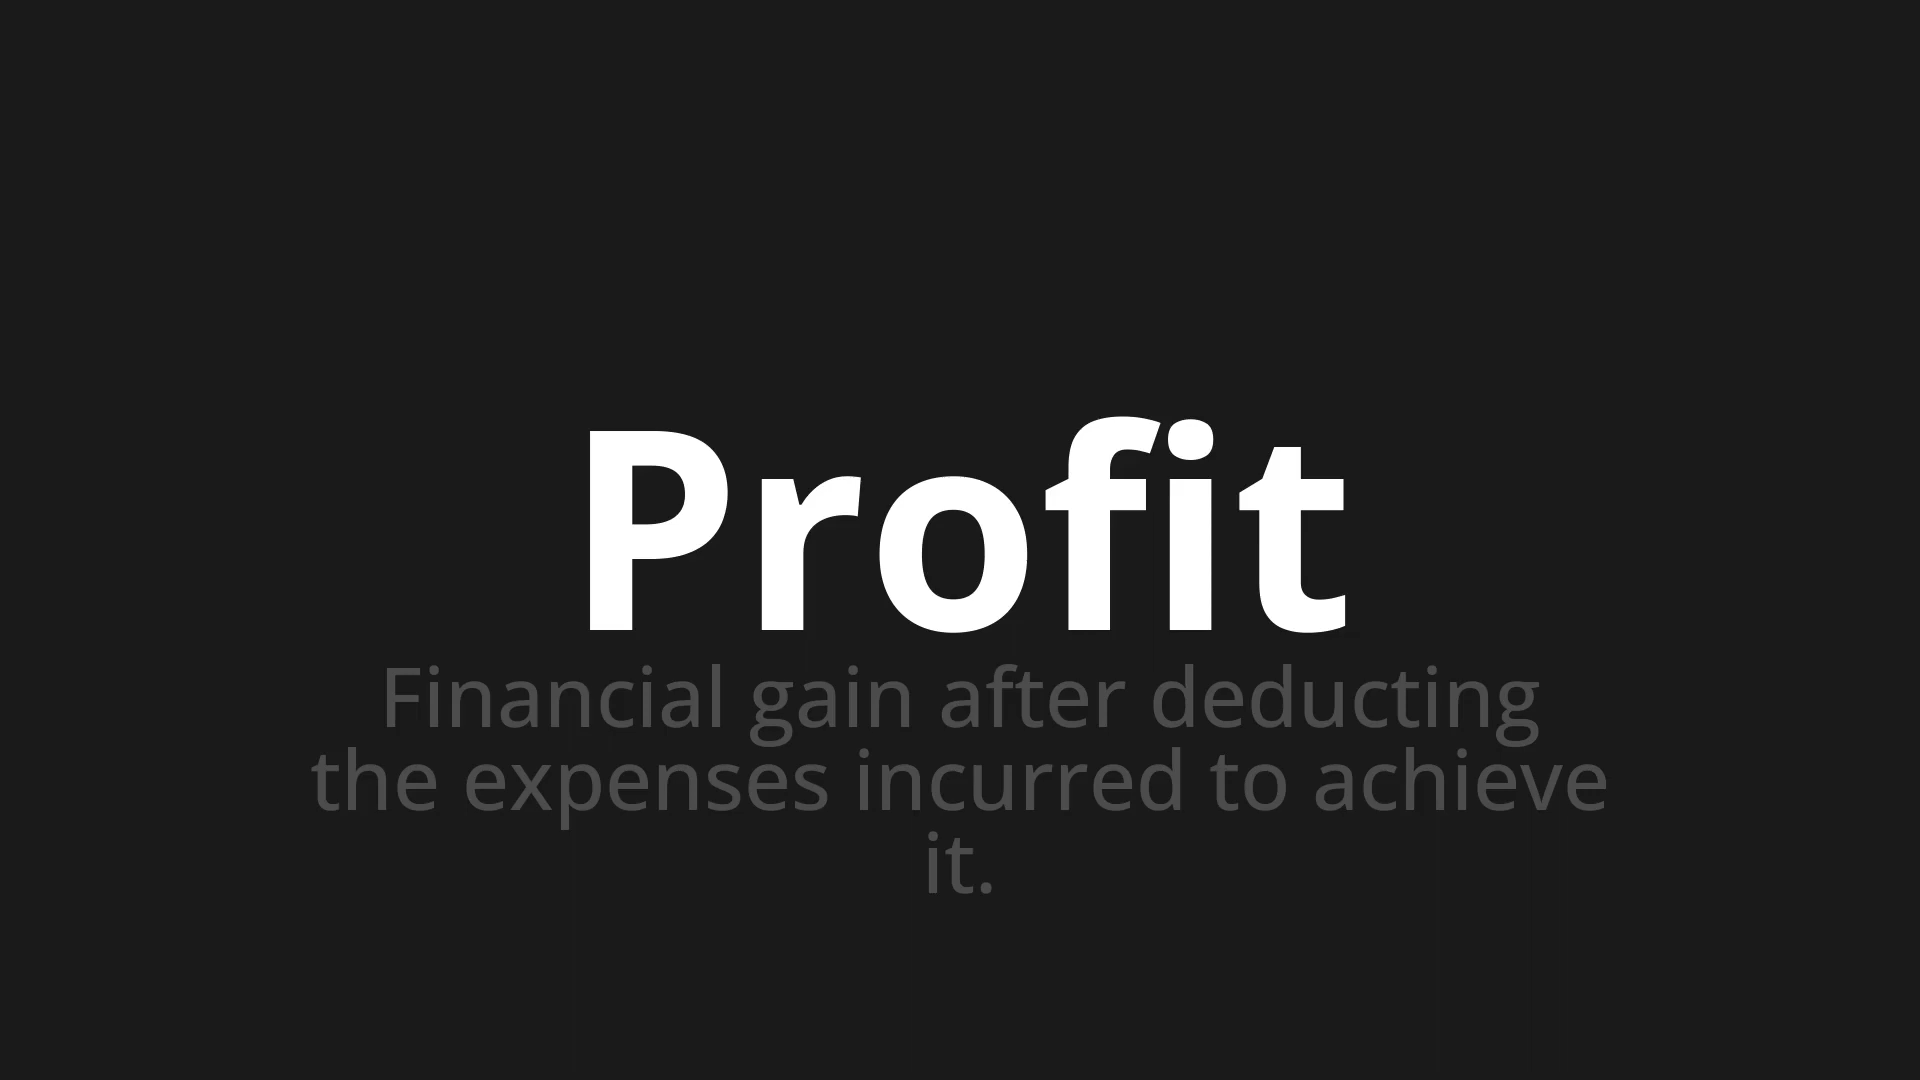 Profit
Financial gain after deducting
the expenses incurred to achieve
it.